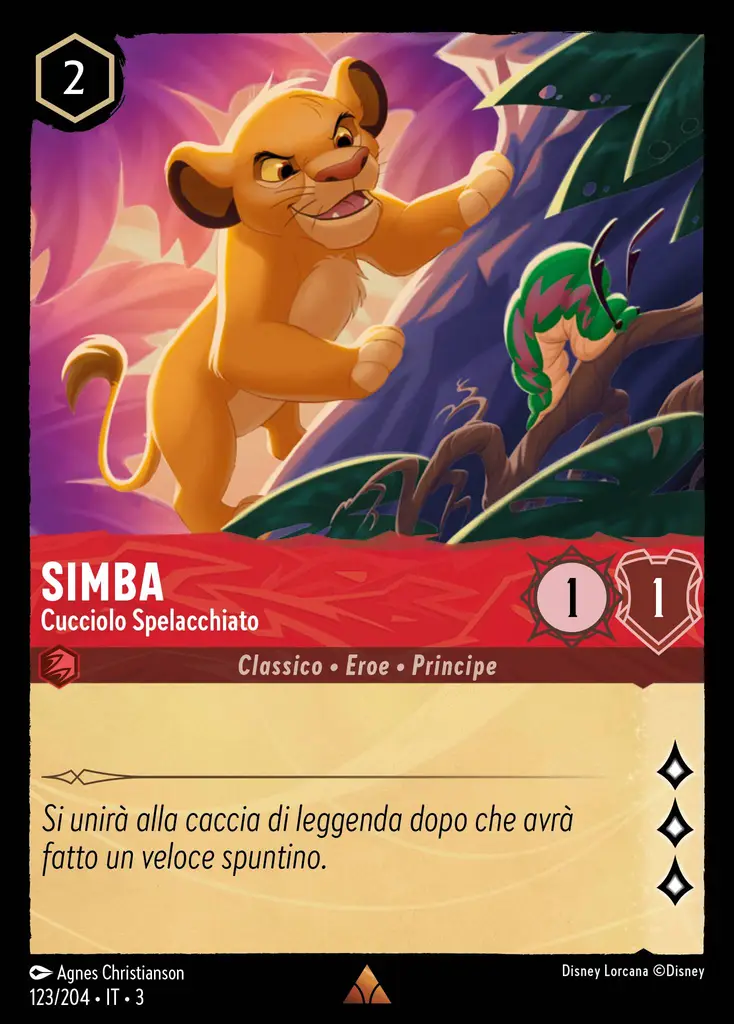 2
SIMBA
Cucciolo Spelacchiato
1
1
Classico • Eroe • Principe
Si unirà alla caccia di leggenda dopo che avrà
fatto un veloce spuntino.
Agnes Christianson
Disney Lorcana ©Disney
123/204 • IT • 3